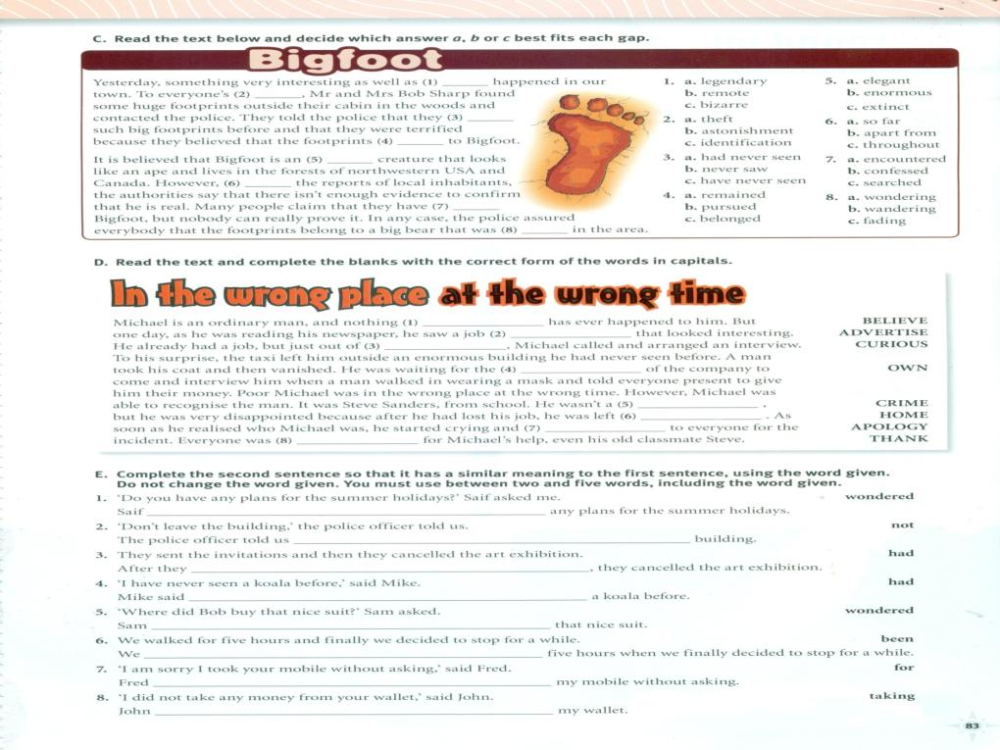 C. Read the text below and decide which answer a, b or c best fits each gap.
Bigfoot
Yesterday, something very interesting as well as (1) ______ happened in our
town. To everyone's (2) ______, Mr and Mrs Bob Sharp found
some huge footprints outside their cabin in the woods and
contacted the police. They told the police that they (3) ______
such big footprints before and that they were terrified
because they believed that the footprints (4) ______ to Bigfoot.
It is believed that Bigfoot is an (5) ______ creature that looks
like an ape and lives in the forests of northwestern USA and
Canada. However, (6) ______ the reports of local inhabitants,
the authorities say that there isn't enough evidence to confirm
that he is real. Many people claim that they have (7) ______
Bigfoot, but nobody can really prove it. In any case, the police assured
everybody that the footprints belong to a big bear that was (8) ______ in the area.
1. a. legendary
b. remote
c. bizarre
2. a. theft
b. astonishment
c. identification
3. a. had never seen
b. never saw
c. have never seen
4. a. remained
b. pursued
c. belonged
5. a. elegant
b. enormous
c. extinct
6. a. so far
b. apart from
c. throughout
7. a. encountered
b. confessed
c. searched
8. a. wondering
b. wandering
c. fading
D. Read the text and complete the blanks with the correct form of the words in capitals.
In the wrong place at the wrong time
Michael is an ordinary man, and nothing (1) ______ has ever happened to him. But BELIEVE
one day, as he was reading his newspaper, he saw a job (2) ______ that looked interesting. ADVERTISE
He already had a job, but just out of (3) ______, Michael called and arranged an interview. CURIOUS
To his surprise, the taxi left him outside an enormous building he had never seen before. A man
took his coat and then vanished. He was waiting for the (4) ______ of the company to OWN
come and interview him when a man walked in wearing a mask and told everyone present to give
him their money. Poor Michael was in the wrong place at the wrong time. However, Michael was
able to recognise the man. It was Steve Sanders, from school. He wasn't a (5) ______, CRIME
but he was very disappointed because after he had lost his job, he was left (6) ______. As HOME
soon as he realised who Michael was, he started crying and (7) ______ to everyone for the APOLOGY
incident. Everyone was (8) ______ for Michael's help, even his old classmate Steve. THANK
E. Complete the second sentence so that it has a similar meaning to the first sentence, using the word given.
Do not change the word given. You must use between two and five words, including the word given.
1. 'Do you have any plans for the summer holidays?' Saif asked me. wondered
Saif ______ any plans for the summer holidays.
2. 'Don't leave the building,' the police officer told us. not
The police officer told us ______ building.
3. They sent the invitations and then they cancelled the art exhibition. had
After they ______, they cancelled the art exhibition.
4. 'I have never seen a koala before,' said Mike. had
Mike said ______ a koala before.
5. 'Where did Bob buy that nice suit?' Sam asked. wondered
Sam ______ that nice suit.
6. We walked for five hours and finally we decided to stop for a while. been
We ______ five hours when we finally decided to stop for a while.
7. 'I am sorry I took your mobile without asking,' said Fred. for
Fred ______ my mobile without asking.
8. 'I did not take any money from your wallet,' said John. taking
John ______ my wallet.
83